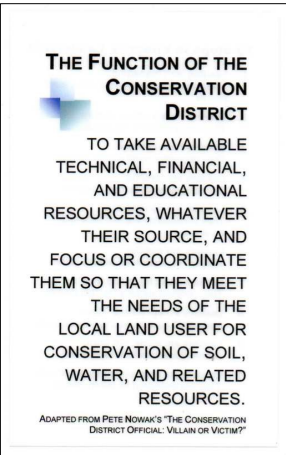 THE FUNCTION OF THE
CONSERVATION
DISTRICT
TO TAKE AVAILABLE
TECHNICAL, FINANCIAL,
AND EDUCATIONAL
RESOURCES, WHATEVER
THEIR SOURCE, AND
FOCUS OR COORDINATE
THEM SO THAT THEY MEET
THE NEEDS OF THE
LOCAL LAND USER FOR
CONSERVATION OF SOIL,
WATER, AND RELATED
RESOURCES.
ADAPTED FROM PETE NOWAK'S "THE CONSERVATION
DISTRICT OFFICIAL: VILLAIN OR VICTIM?"